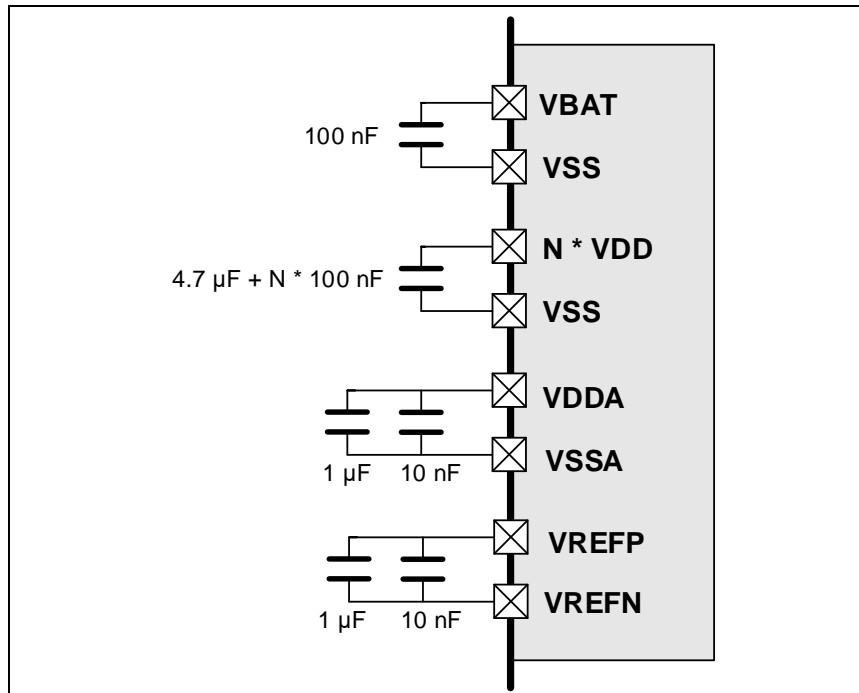 VBAT
100 nF
VSS
N * VDD
4.7 µF + N * 100 nF
VSS
VDDA
1 µF 10 nF
VSSA
VREFP
VREFN
1 µF 10 nF